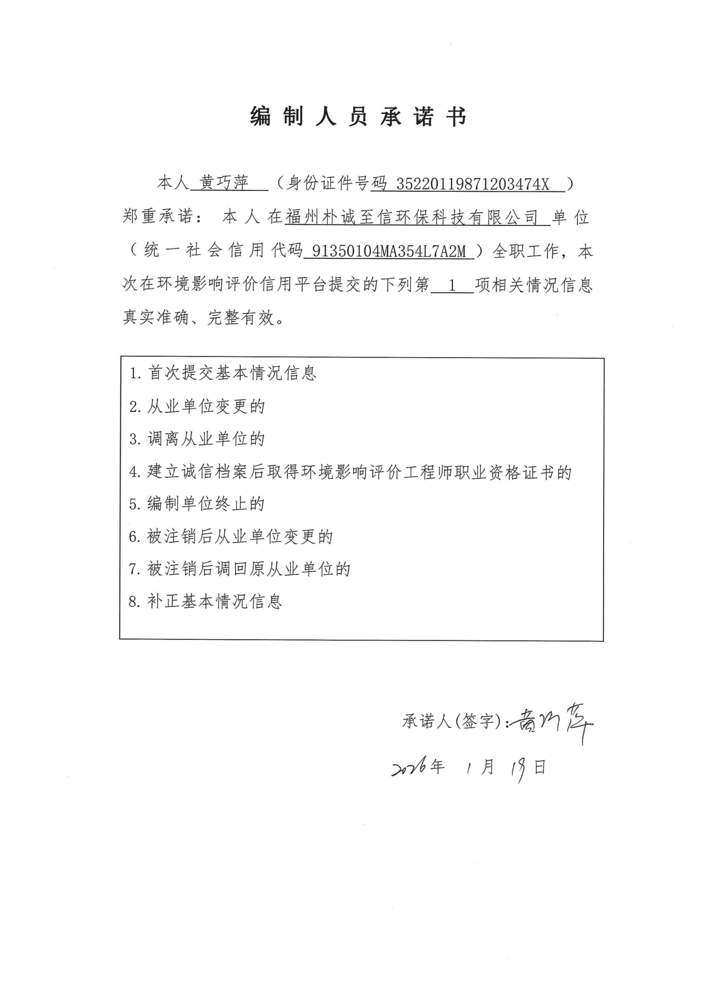 编制人员承诺书
本人 黄巧萍 （身份证件号码 35220119871203474X ）
郑重承诺： 本人在福州朴诚至信环保科技有限公司 单位
（统一社会信用代码 91350104MA354L7A2M ）全职工作，本
次在环境影响评价信用平台提交的下列第 1 项相关情况信息
真实准确、完整有效。
1. 首次提交基本情况信息
2. 从业单位变更的
3. 调离从业单位的
4. 建立诚信档案后取得环境影响评价工程师职业资格证书的
5. 编制单位终止的
6. 被注销后从业单位变更的
7. 被注销后调回原从业单位的
8. 补正基本情况信息
承诺人(签字)：黄巧萍
2026年 1 月 19日